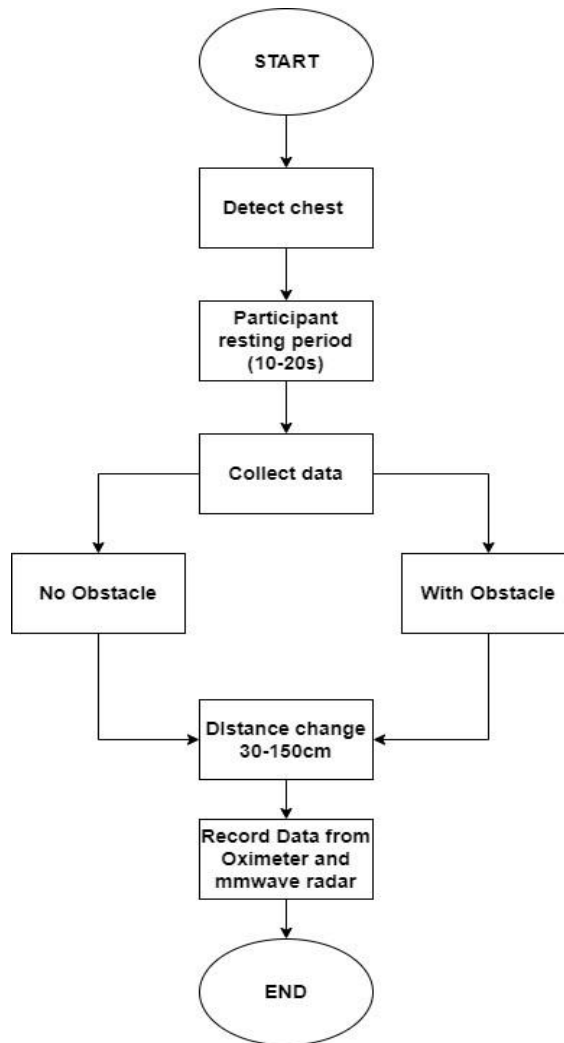 START
Detect chest
Participant
resting period
(10-20s)
Collect data
No Obstacle
With Obstacle
DIstance change
30-150cm
Record Data from
Oximeter and
mmwave radar
END